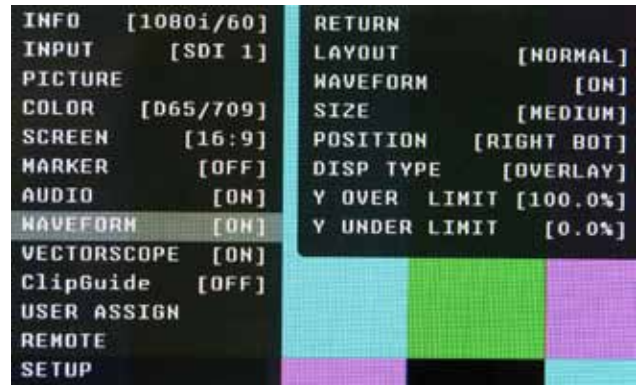 INFO [1080i/60]
INPUT [SDI 1]
PICTURE
COLOR [D65/709]
SCREEN [16:9]
MARKER [OFF]
AUDIO [ON]
WAVEFORM [ON]
VECTORSCOPE [ON]
ClipGuide [OFF]
USER ASSIGN
REMOTE
SETUP
RETURN
LAYOUT [NORMAL]
WAVEFORM [ON]
SIZE [MEDIUM]
POSITION [RIGHT BOT]
DISP TYPE [OVERLAY]
Y OVER LIMIT [100.0%]
Y UNDER LIMIT [0.0%]